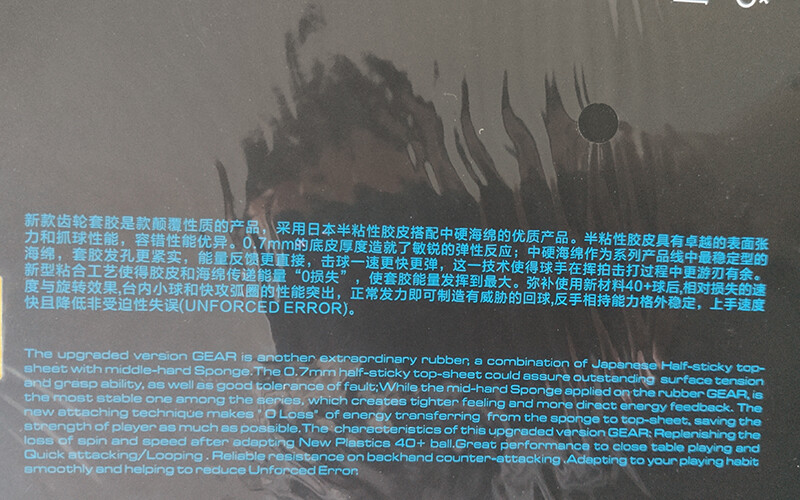 新款齿轮套胶是款颠覆性质的产品，采用日本半粘性胶皮搭配中硬海绵的优质产品。半粘性胶皮具有卓越的表面张
力和抓球性能，容错性能优异。0.7mm的底皮厚度造就了敏锐的弹性反应；中硬海绵作为系列产品线中最稳定型的
海绵，套胶发孔更紧实，能量反馈更直接，击球一速更快更弹，这一技术使得球手在挥拍击打过程中更游刃有余。
新型粘合工艺使得胶皮和海绵传递能量“0损失”，使套胶能量发挥到最大。弥补使用新材料40+球后,相对损失的速
度与旋转效果,台内小球和快攻弧圈的性能突出，正常发力即可制造有威胁的回球,反手相持能力格外稳定，上手速度
快且降低非受迫性失误(UNFORCED ERROR)。
The upgraded version GEAR is another extraordinary rubber, a combination of Japanese Half-sticky top-
sheet with middle-hard Sponge.The 0.7mm half-sticky top-sheet could assure outstanding surface tension
and grasp ability, as well as good tolerance of fault;While the mid-hard Sponge applied on the rubber GEAR, is
the most stable one among the series, which creates tighter feeling and more direct energy feedback. The
new attaching technique makes " 0 Loss" of energy transferring from the sponge to top-sheet, saving the
strength of player as much as possible.The characteristics of this upgraded version GEAR: Replenishing the
loss of spin and speed after adapting New Plastics 40+ ball.Great performance to close table playing and
Quick attacking/Looping . Reliable resistance on backhand counter-attacking .Adapting to your playing habit
smoothly and helping to reduce Unforced Error.